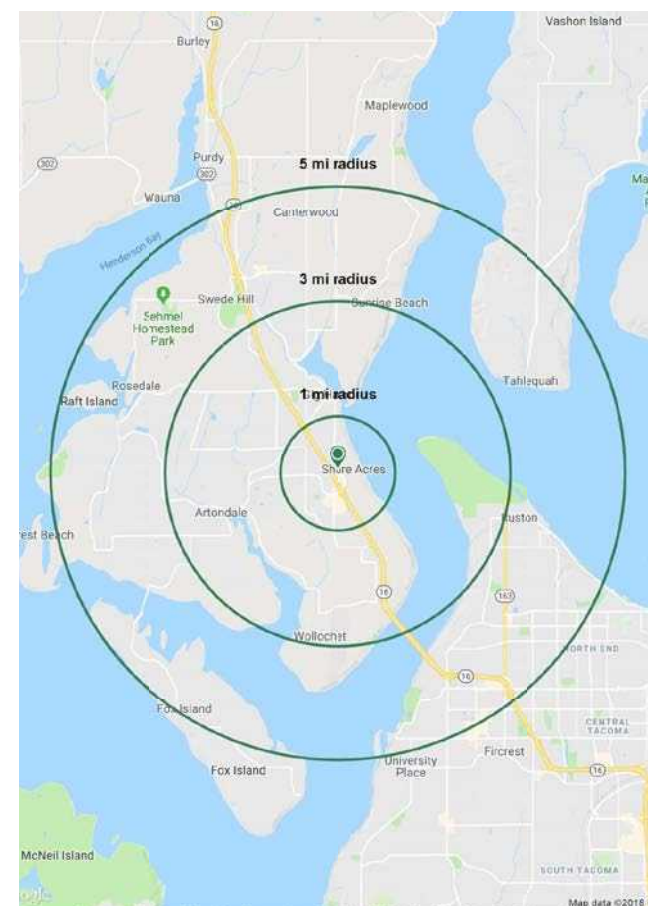 16
Vashon Island
Burley
Maplewood
302
Purdy
302
5 mi radius
Wauna
Canterwood
Henderson Bay
3 mi radius
Swede Hill
Sunrise Beach
Sehmel
Homestead
Park
Rosedale
Raft Island
Tahlequah
1 mi radius
Shore Acres
Artondale
Ruston
est Beach
16
163
Wollochet
NORTH END
16
Fox Island
CENTRAL
TACOMA
Fircrest
University
Place
Fox Island
16
McNeil Island
SOUTH TACOMA
Map data ©2018